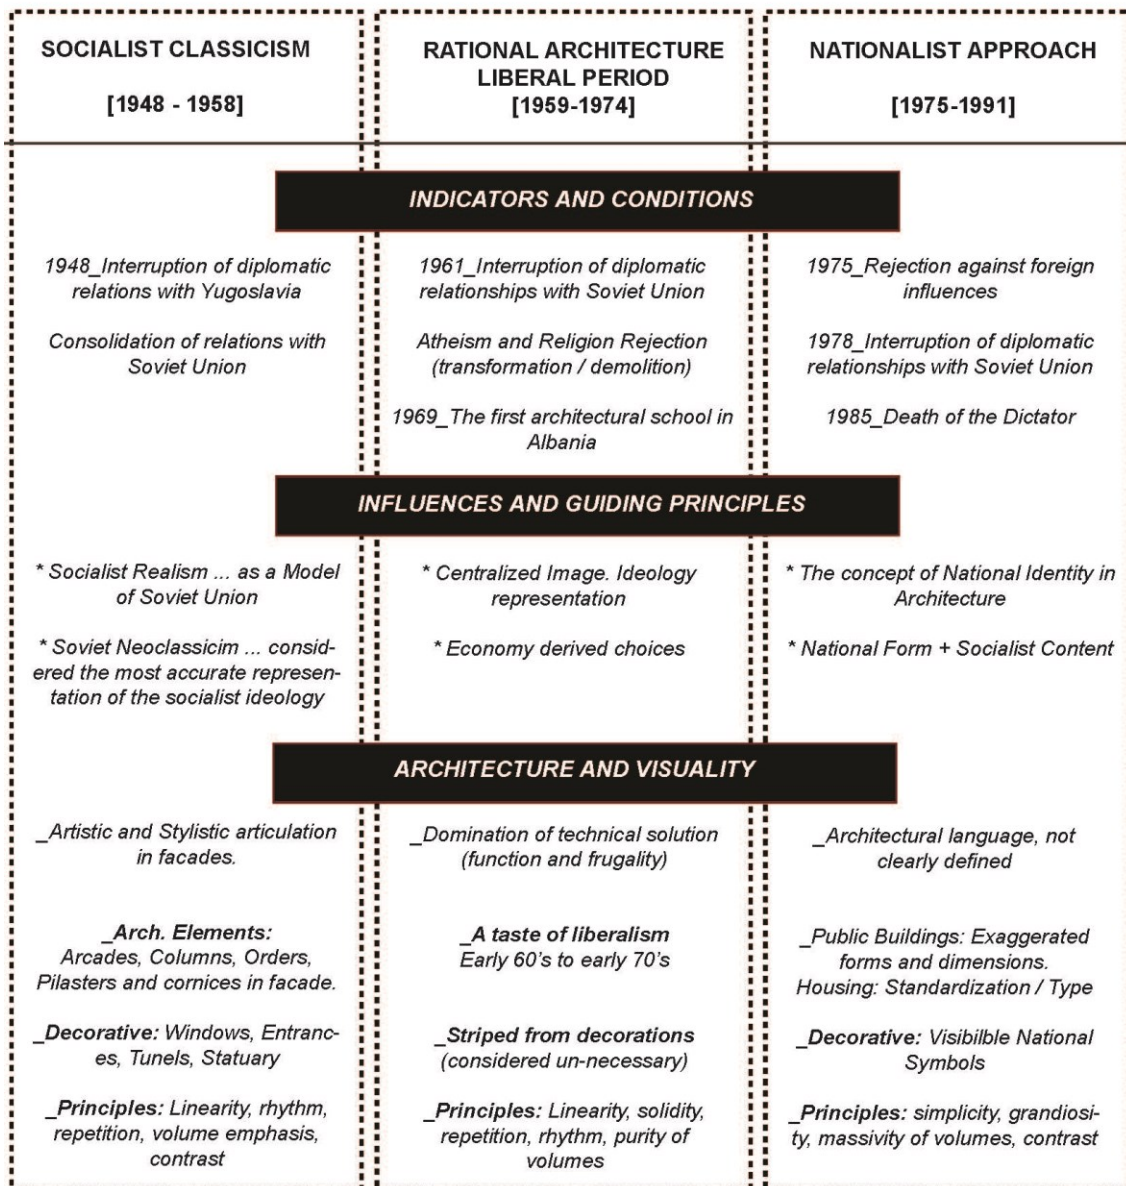 SOCIALIST CLASSICISM
[1948 - 1958]
RATIONAL ARCHITECTURE
LIBERAL PERIOD
[1959-1974]
NATIONALIST APPROACH
[1975-1991]
INDICATORS AND CONDITIONS
1948_Interruption of diplomatic
relations with Yugoslavia
Consolidation of relations with
Soviet Union
1961_Interruption of diplomatic
relationships with Soviet Union
Atheism and Religion Rejection
(transformation / demolition)
1969_The first architectural school in
Albania
1975_Rejection against foreign
influences
1978_Interruption of diplomatic
relationships with Soviet Union
1985_Death of the Dictator
INFLUENCES AND GUIDING PRINCIPLES
* Socialist Realism ... as a Model
of Soviet Union
* Soviet Neoclassicim ... consid-
ered the most accurate represen-
tation of the socialist ideology
* Centralized Image. Ideology
representation
* Economy derived choices
* The concept of National Identity in
Architecture
* National Form + Socialist Content
ARCHITECTURE AND VISUALITY
_Artistic and Stylistic articulation
in facades.
_Arch. Elements:
Arcades, Columns, Orders,
Pilasters and cornices in facade.
_Decorative: Windows, Entranc-
es, Tunels, Statuary
_Principles: Linearity, rhythm,
repetition, volume emphasis,
contrast
_Domination of technical solution
(function and frugality)
_A taste of liberalism
Early 60's to early 70's
_Striped from decorations
(considered un-necessary)
_Principles: Linearity, solidity,
repetition, rhythm, purity of
volumes
_Architectural language, not
clearly defined
_Public Buildings: Exaggerated
forms and dimensions.
Housing: Standardization / Type
_Decorative: Visibilble National
Symbols
_Principles: simplicity, grandiosi-
ty, massivity of volumes, contrast